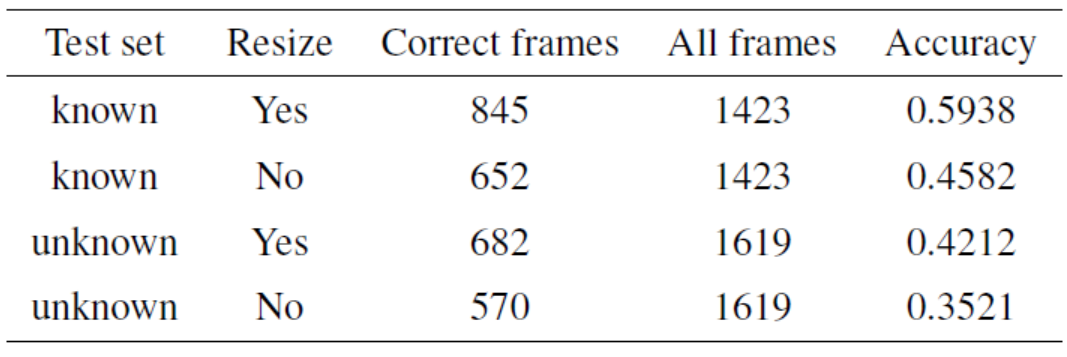 Test set Resize Correct frames All frames Accuracy
known Yes 845 1423 0.5938
known No 652 1423 0.4582
unknown Yes 682 1619 0.4212
unknown No 570 1619 0.3521